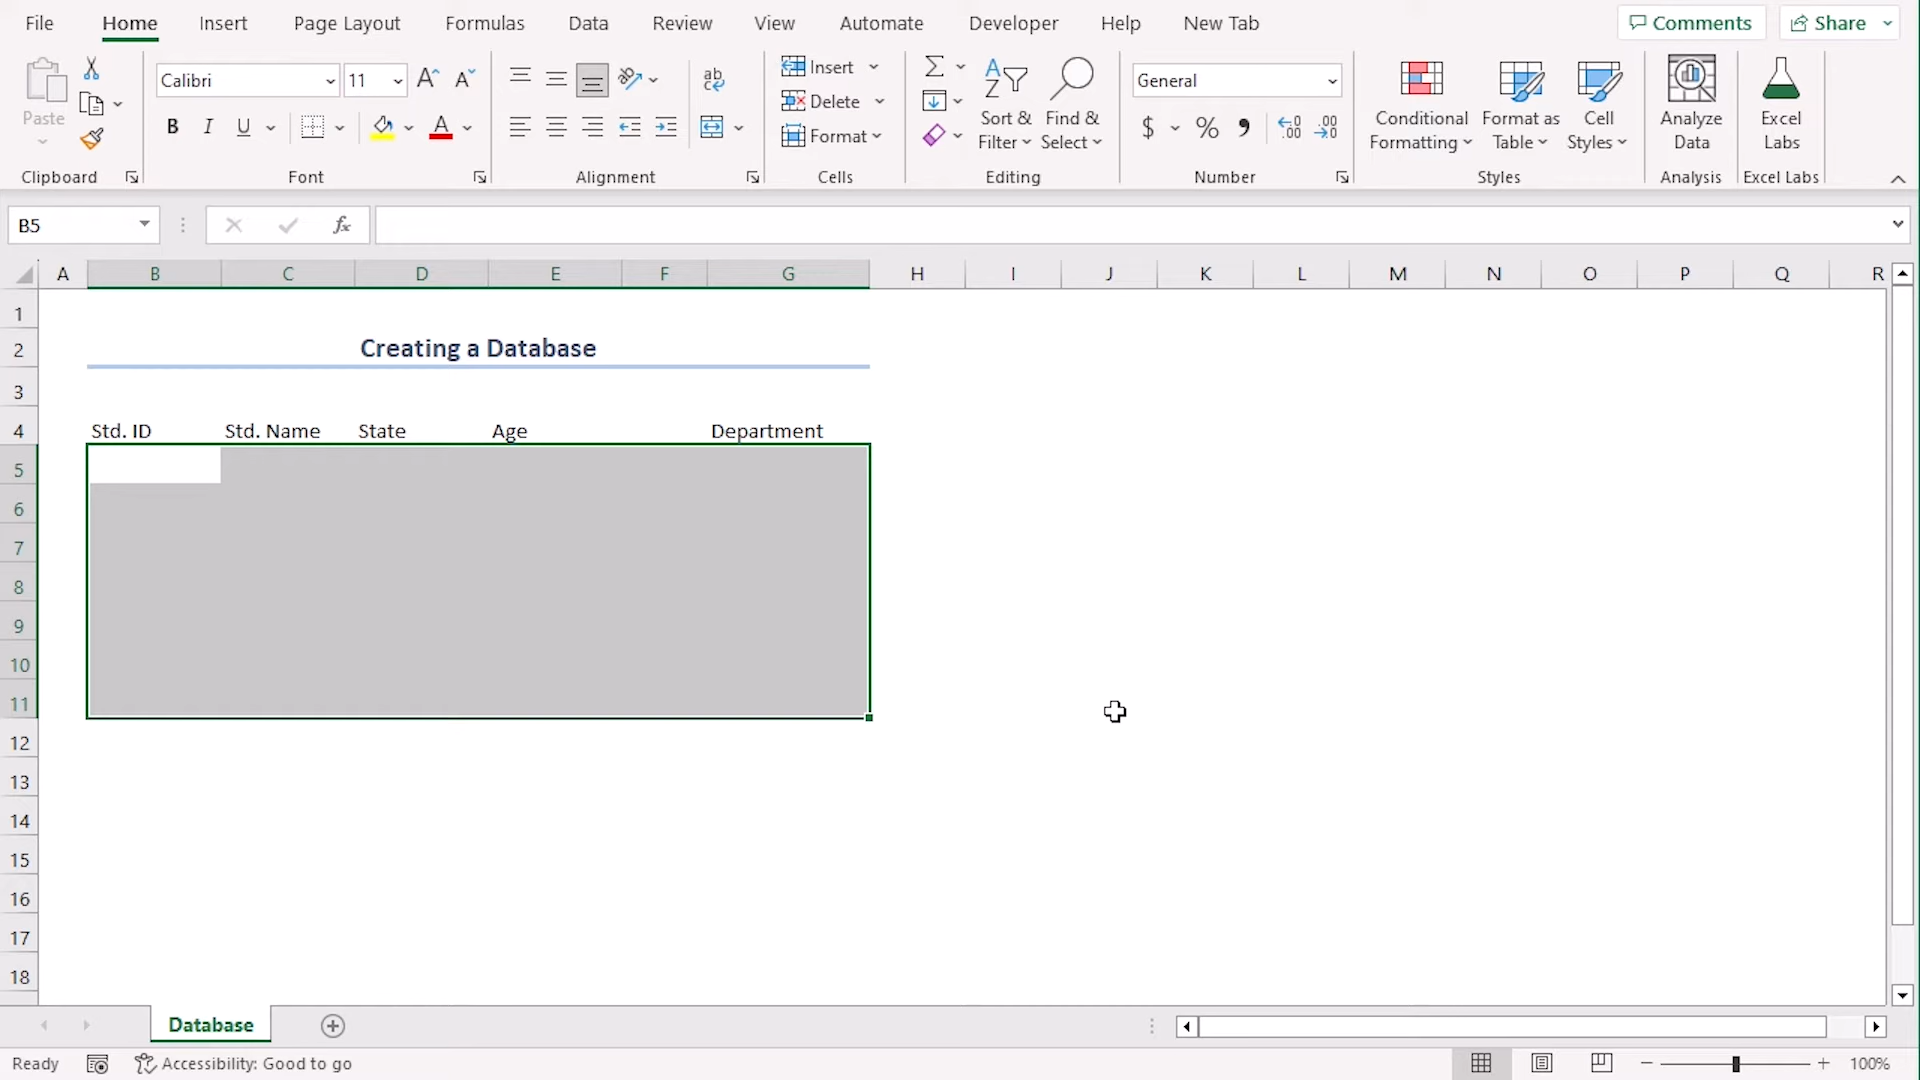 File Home Insert Page Layout Formulas Data Review View Automate Developer Help New Tab Comments Share
Paste
Clipboard
Calibri 11
B I U A
Font
ab
Alignment
Insert
Delete
Format
Cells
Sort & Filter
Find & Select
Editing
General
$ % 9 .00 .00
Number
Conditional Formatting
Format as Table
Cell Styles
Styles
Analyze Data
Analysis
Excel Labs
Excel Labs
B5 fx
A B C D E F G H I J K L M N O P Q R
1
2 Creating a Database
3
4 Std. ID Std. Name State Age Department
5
6
7
8
9
10
11
12
13
14
15
16
17
18
Database
Ready Accessibility: Good to go 100%